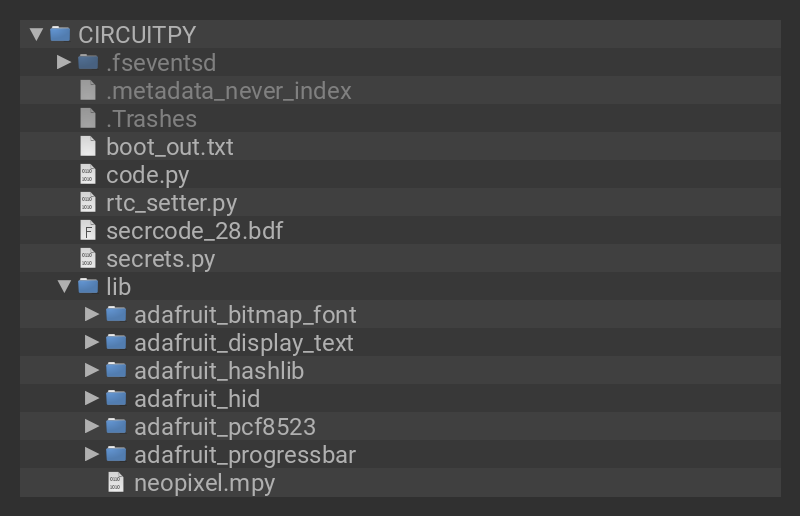 CIRCUITPY
.fseventsd
.metadata_never_index
.Trashes
boot_out.txt
code.py
rtc_setter.py
secrcode_28.bdf
secrets.py
lib
adafruit_bitmap_font
adafruit_display_text
adafruit_hashlib
adafruit_hid
adafruit_pcf8523
adafruit_progressbar
neopixel.mpy